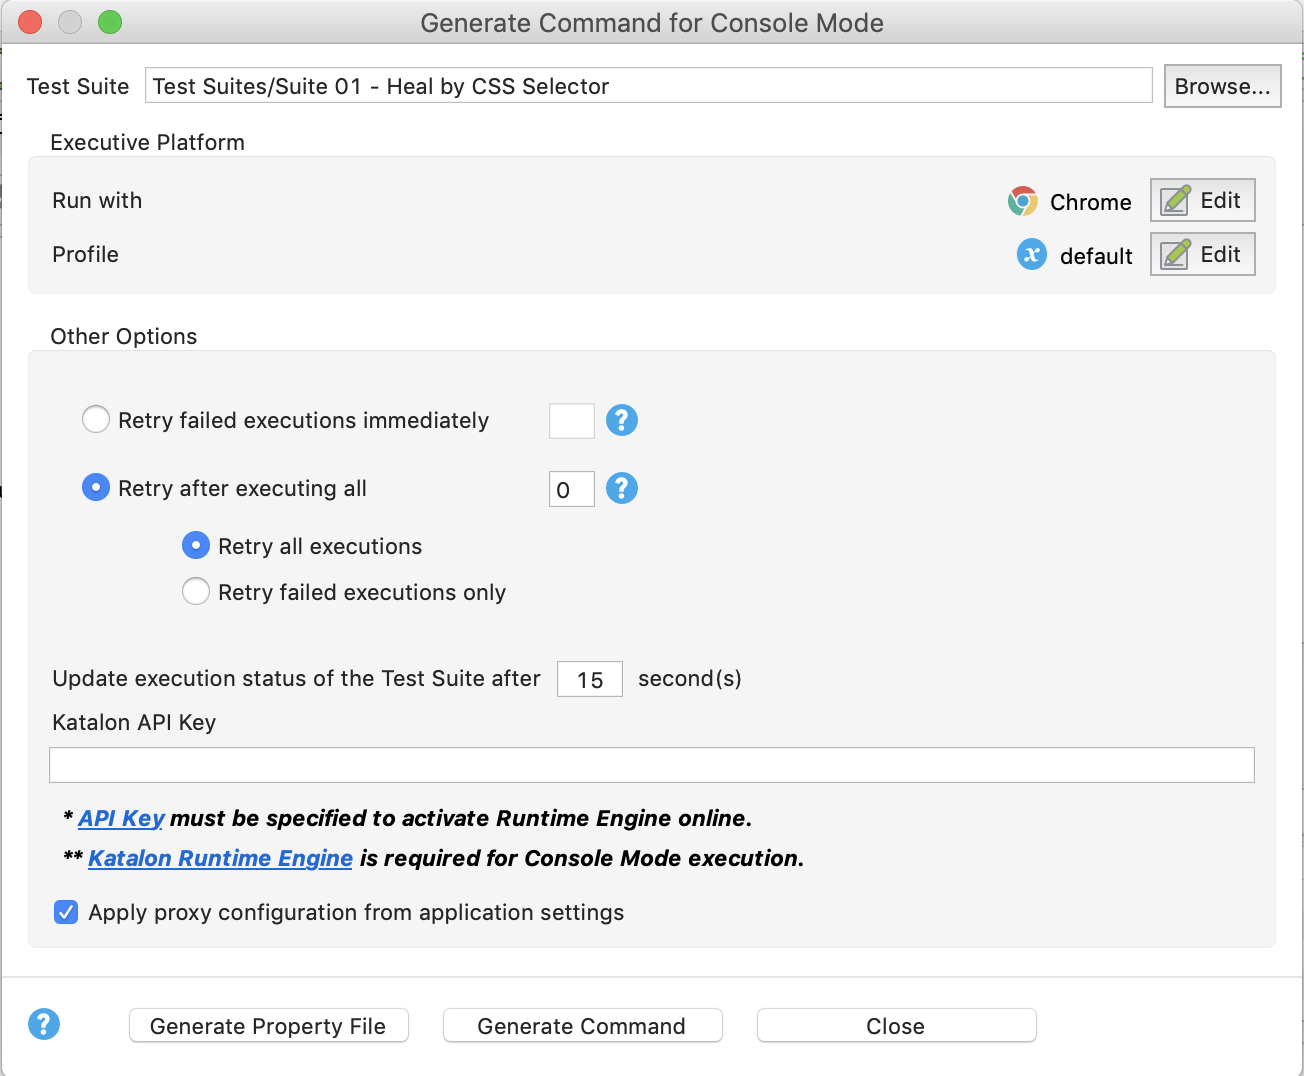 Generate Command for Console Mode
Test Suite Test Suites/Suite 01 - Heal by CSS Selector Browse...
Executive Platform
Run with Chrome Edit
Profile x default Edit
Other Options
Retry failed executions immediately ?
Retry after executing all 0 ?
Retry all executions
Retry failed executions only
Update execution status of the Test Suite after 15 second(s)
Katalon API Key
* API Key must be specified to activate Runtime Engine online.
** Katalon Runtime Engine is required for Console Mode execution.
Apply proxy configuration from application settings
? Generate Property File Generate Command Close